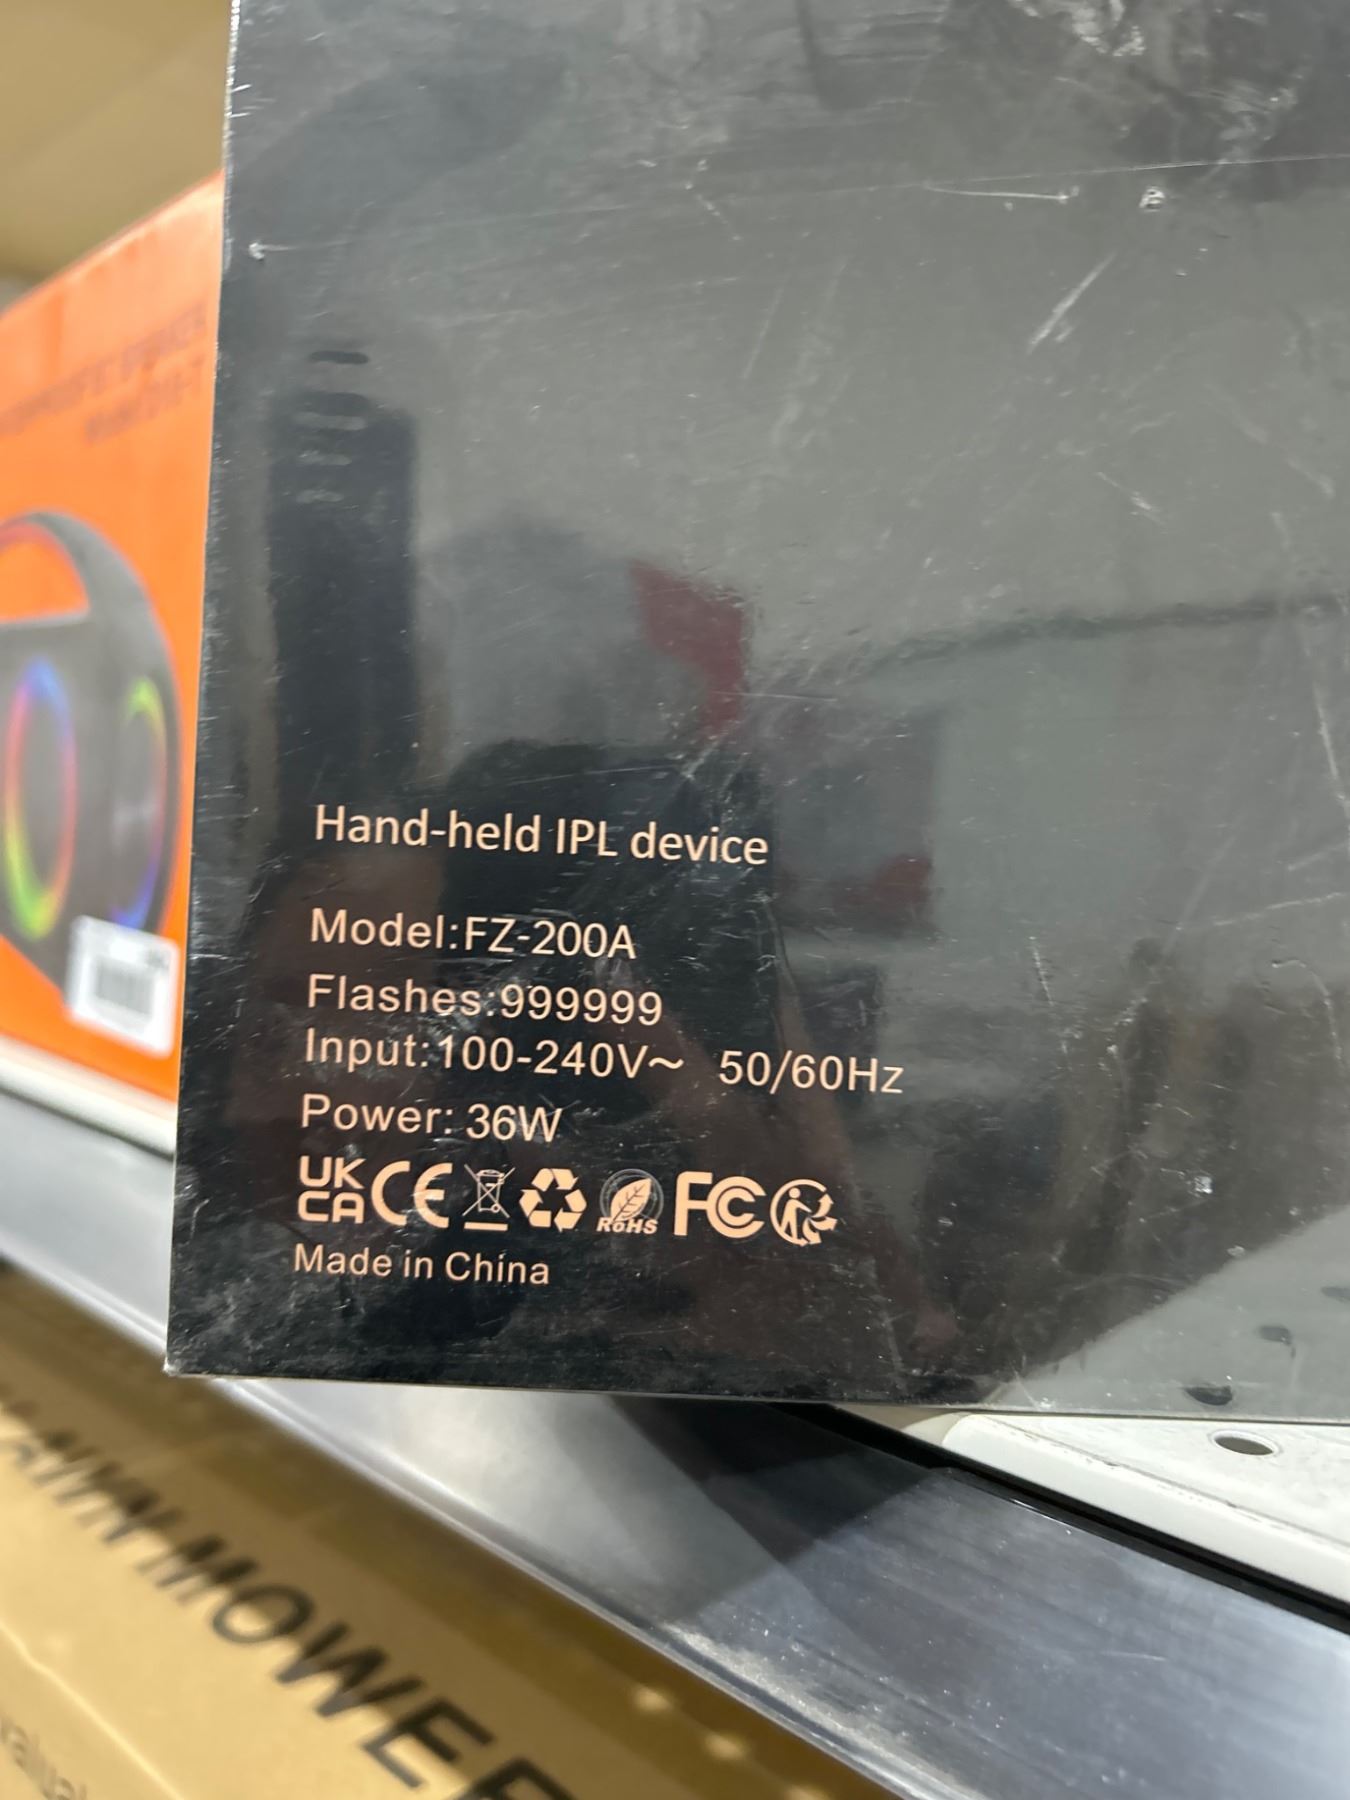 Hand-held IPL device
Model:FZ-200A
Flashes:999999
Input:100-240V~ 50/60Hz
Power: 36W
UK
CA CE RoHS FC
Made in China
MOWER